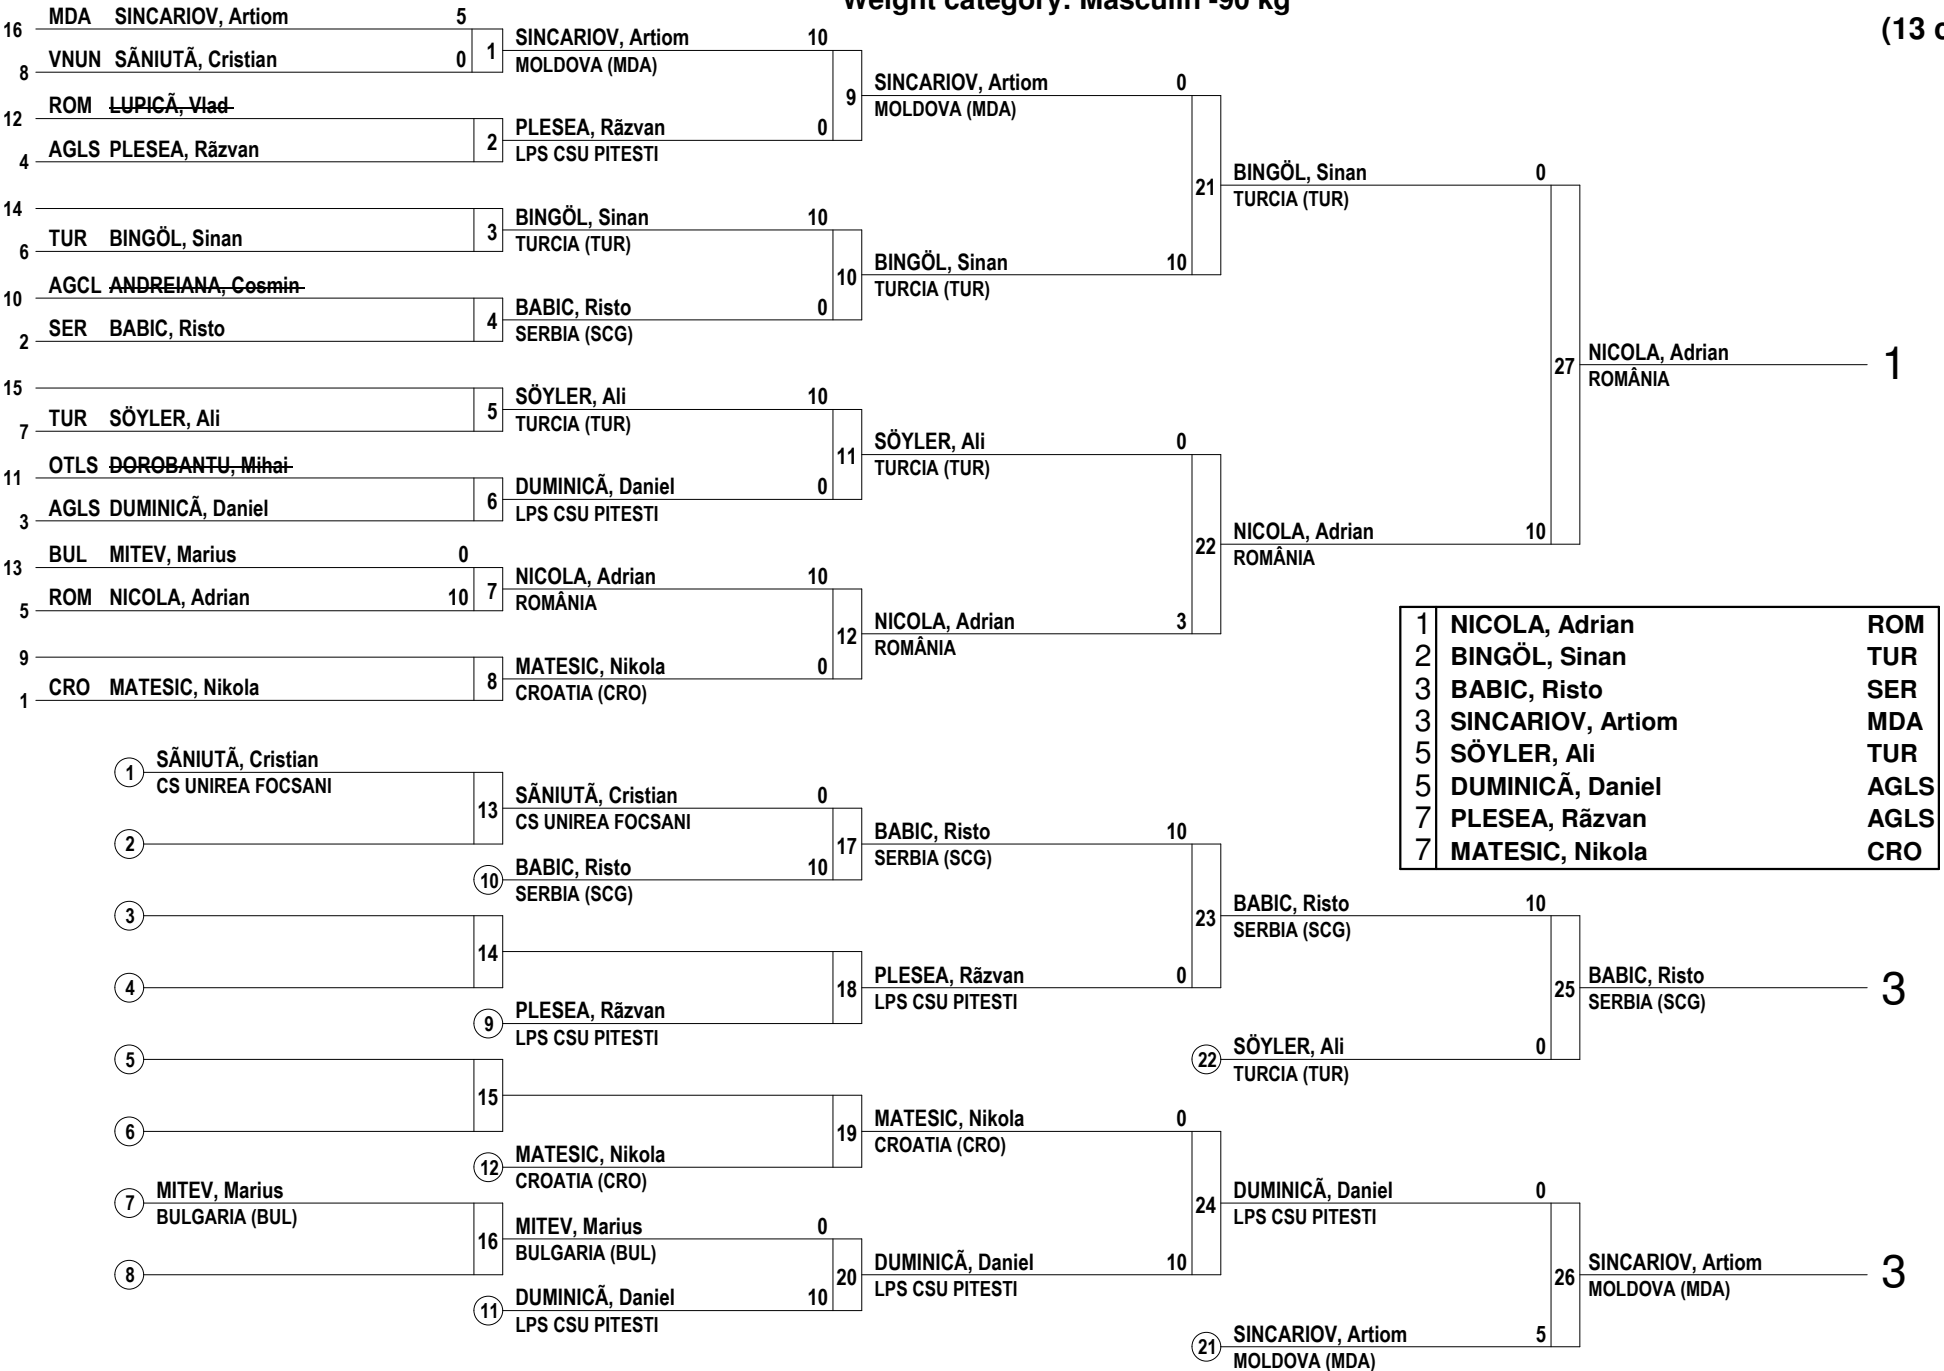 Weight category: Masculin -90 kg
(13 c
16 MDA SINCARIOV, Artiom 5
8 VNUN SÃNIUTÃ, Cristian 0
1
SINCARIOV, Artiom 10
MOLDOVA (MDA)
12 ROM LUPICÃ, Vlad
4 AGLS PLESEA, Rãzvan
2
PLESEA, Rãzvan 0
LPS CSU PITESTI
9
SINCARIOV, Artiom 0
MOLDOVA (MDA)
14
6 TUR BINGÖL, Sinan
3
BINGÖL, Sinan 10
TURCIA (TUR)
10 AGCL ANDREIANA, Cosmin
2 SER BABIC, Risto
4
BABIC, Risto 0
SERBIA (SCG)
10
BINGÖL, Sinan 10
TURCIA (TUR)
21
BINGÖL, Sinan 0
TURCIA (TUR)
15
7 TUR SÖYLER, Ali
5
SÖYLER, Ali 10
TURCIA (TUR)
11 OTLS DOROBANTU, Mihai
3 AGLS DUMINICÃ, Daniel
6
DUMINICÃ, Daniel 0
LPS CSU PITESTI
11
SÖYLER, Ali 0
TURCIA (TUR)
13 BUL MITEV, Marius 0
5 ROM NICOLA, Adrian 10
7
NICOLA, Adrian 10
ROMÂNIA
9
1 CRO MATESIC, Nikola
8
MATESIC, Nikola 0
CROATIA (CRO)
12
NICOLA, Adrian 3
ROMÂNIA
22
NICOLA, Adrian 10
ROMÂNIA
27
NICOLA, Adrian
ROMÂNIA
1
1 NICOLA, Adrian ROM
2 BINGÖL, Sinan TUR
3 BABIC, Risto SER
3 SINCARIOV, Artiom MDA
5 SÖYLER, Ali TUR
5 DUMINICÃ, Daniel AGLS
7 PLESEA, Rãzvan AGLS
7 MATESIC, Nikola CRO
1 SÃNIUTÃ, Cristian
CS UNIREA FOCSANI
2
13
SÃNIUTÃ, Cristian 0
CS UNIREA FOCSANI
10 BABIC, Risto 10
SERBIA (SCG)
17
BABIC, Risto 10
SERBIA (SCG)
3
4
14
9 PLESEA, Rãzvan
LPS CSU PITESTI
18
PLESEA, Rãzvan 0
LPS CSU PITESTI
23
BABIC, Risto 10
SERBIA (SCG)
22 SÖYLER, Ali 0
TURCIA (TUR)
25
BABIC, Risto
SERBIA (SCG)
3
5
6
15
12 MATESIC, Nikola
CROATIA (CRO)
19
MATESIC, Nikola 0
CROATIA (CRO)
7 MITEV, Marius
BULGARIA (BUL)
8
16
MITEV, Marius 0
BULGARIA (BUL)
11 DUMINICÃ, Daniel 10
LPS CSU PITESTI
20
DUMINICÃ, Daniel 10
LPS CSU PITESTI
24
DUMINICÃ, Daniel 0
LPS CSU PITESTI
21 SINCARIOV, Artiom 5
MOLDOVA (MDA)
26
SINCARIOV, Artiom
MOLDOVA (MDA)
3